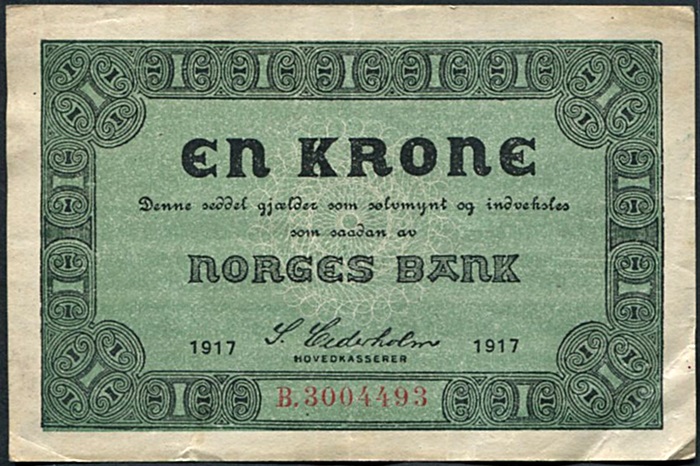 EN KRONE
Denne seddel gjælder som sølvmynt og indveksles
som saadan av
NORGES BANK
1917 S. Cederholm 1917
HOVEDKASSERER
B.3004493